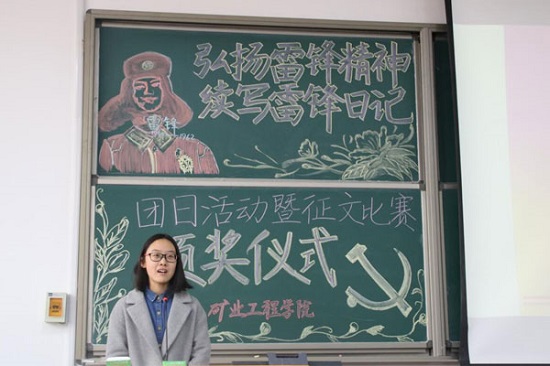 弘扬雷锋精神
续写雷锋日记
雷锋
团日活动暨征文比赛
颁奖仪式
矿业工程学院